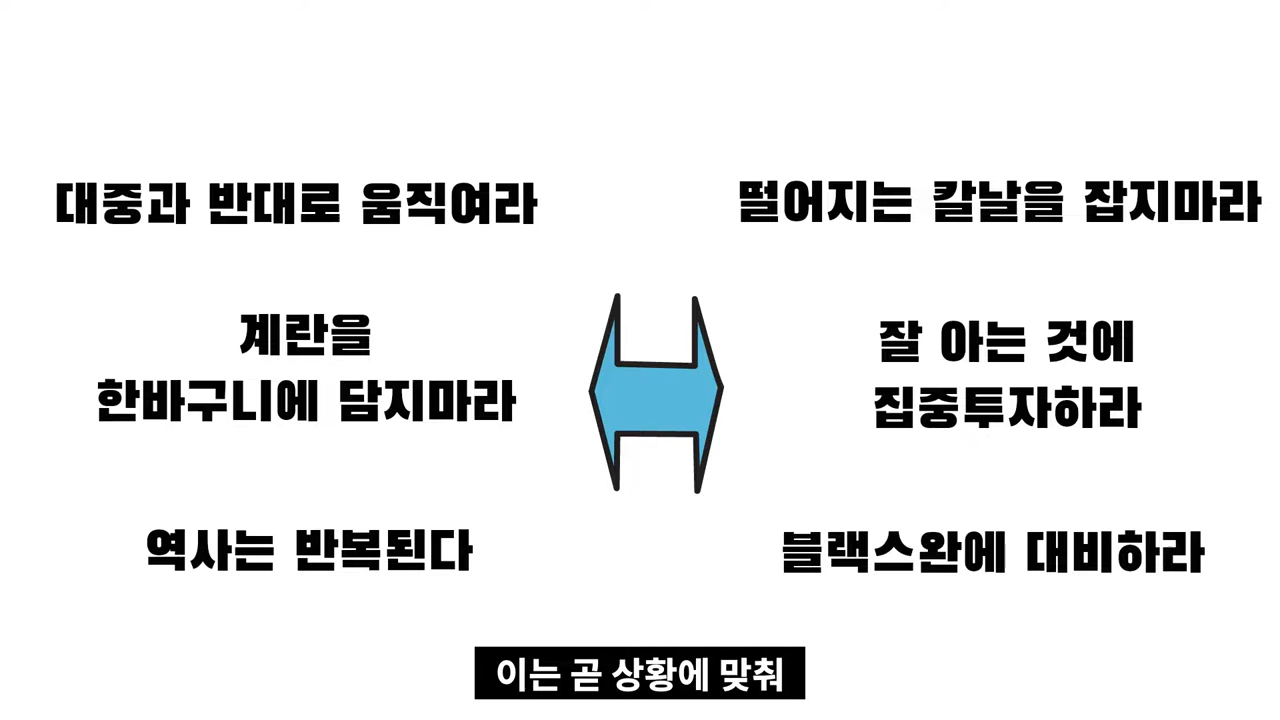 대중과 반대로 움직여라
떨어지는 칼날을 잡지마라
계란을
한바구니에 담지마라
잘 아는 것에
집중투자하라
역사는 반복된다
블랙스완에 대비하라
이는 곧 상황에 맞춰